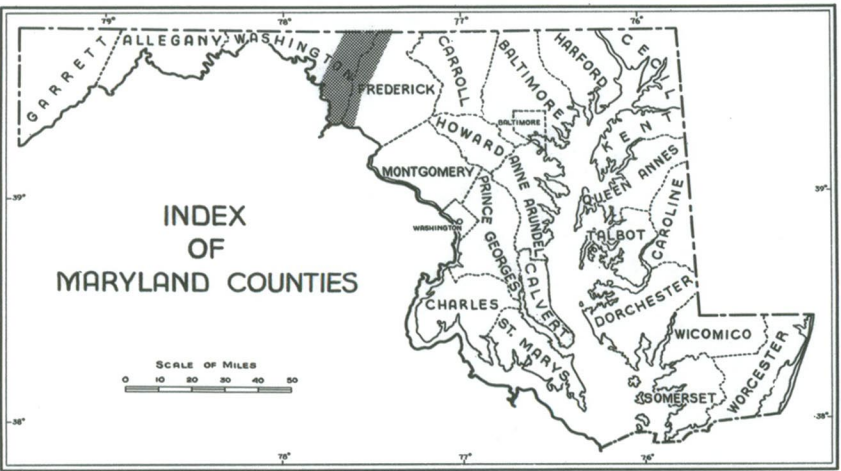 79° 78° 77° 76°
GARRETT
ALLEGANY
WASHINGTON
FREDERICK
CARROLL
BALTIMORE
HARFORD
CECIL
BALTIMORE
KENT
HOWARD
MONTGOMERY
ANNE ARUNDEL
QUEEN ANNES
39° 39°
PRINCE GEORGES
CAROLINE
WASHINGTON
TALBOT
INDEX
OF
MARYLAND COUNTIES
CALVERT
CHARLES
DORCHESTER
ST. MARYS
WICOMICO
WORCESTER
SOMERSET
SCALE OF MILES
0 10 20 30 40 50
38° 38°
78° 77° 76°